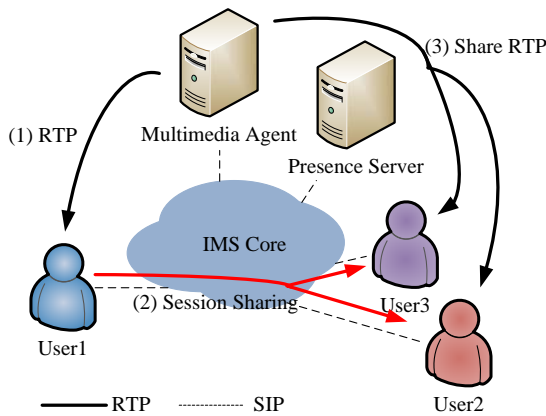 (3) Share RTP
(1) RTP
Multimedia Agent
Presence Server
IMS Core
(2) Session Sharing
User3
User1
User2
RTP
SIP